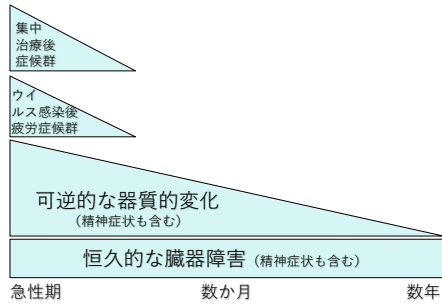 集中
治療後
症候群
ウイ
ルス感染後
疲労症候群
可逆的な器質的変化
(精神症状も含む)
恒久的な臓器障害 (精神症状も含む)
急性期 数か月 数年